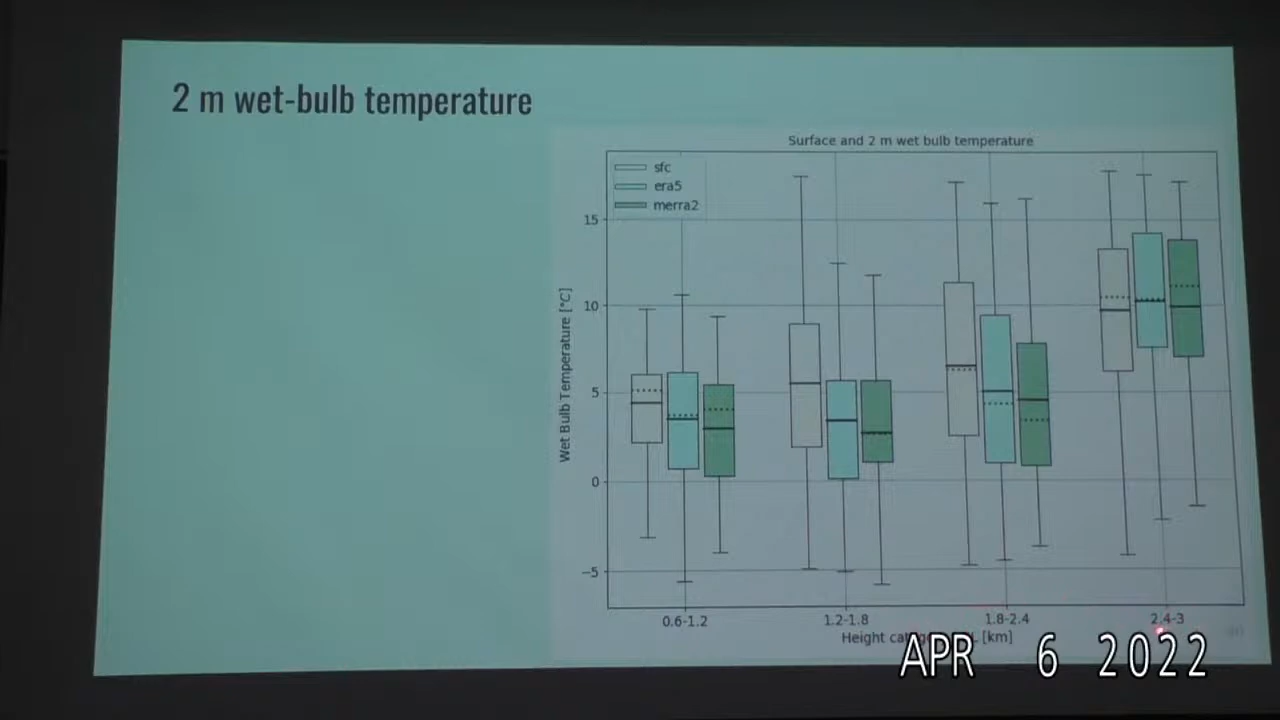 2 m wet-bulb temperature
Surface and 2 m wet bulb temperature
sfc
era5
merra2
15
10
5
0
−5
Wet Bulb Temperature [°C]
0.6-1.2
1.2-1.8
1.8-2.4
2.4-3
Height [km]
APR 6 2022